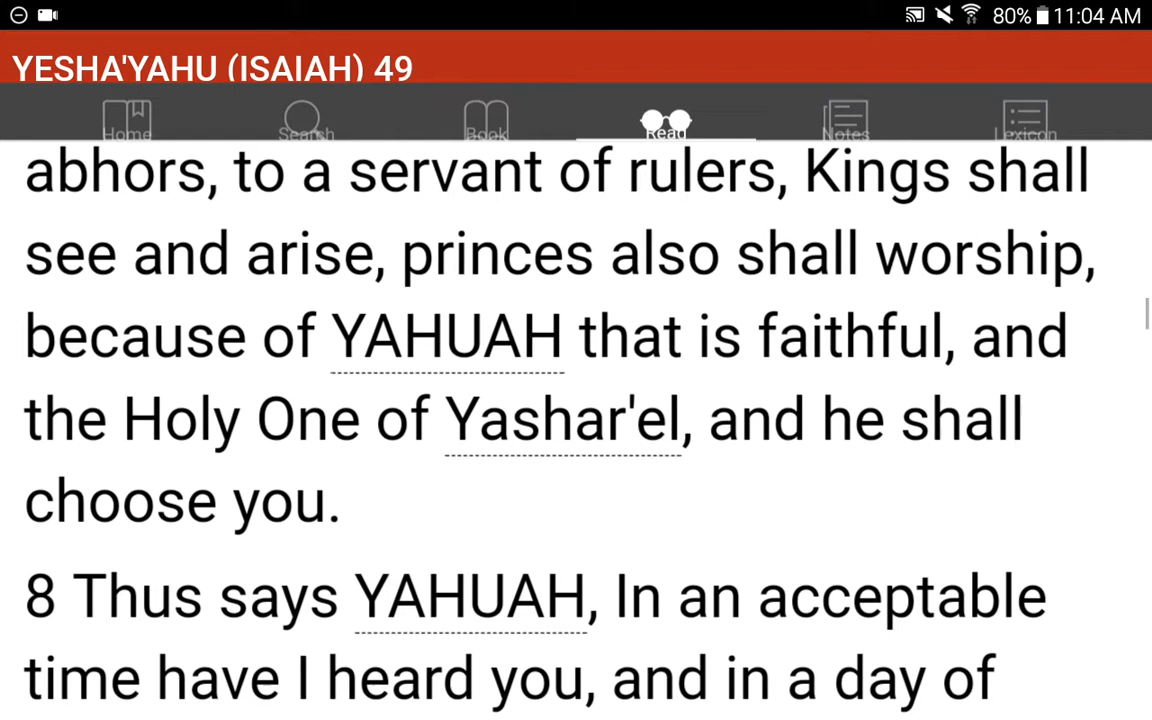 80% 11:04 AM
YESHA'YAHU (ISAIAH) 49
Home Search Book Read Notes Lexicon
abhors, to a servant of rulers, Kings shall
see and arise, princes also shall worship,
because of YAHUAH that is faithful, and
the Holy One of Yashar'el, and he shall
choose you.
8 Thus says YAHUAH, In an acceptable
time have I heard you, and in a day of